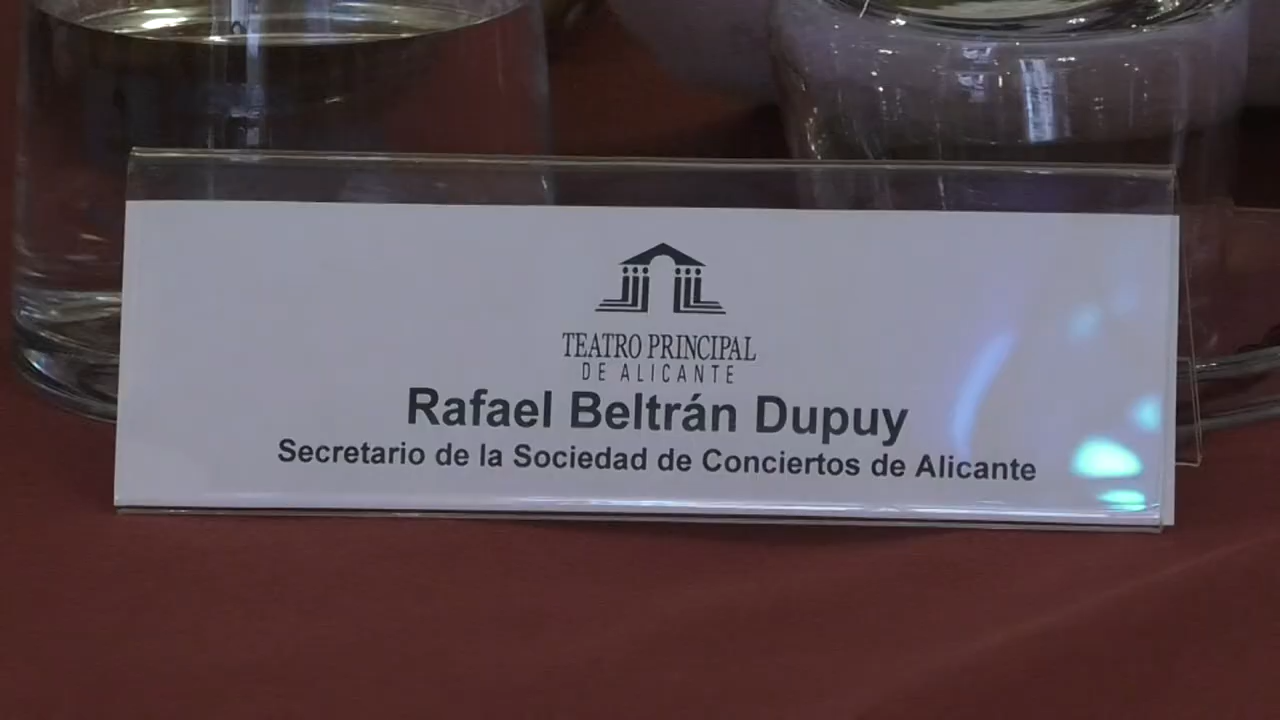 TEATRO PRINCIPAL
DE ALICANTE
Rafael Beltrán Dupuy
Secretario de la Sociedad de Conciertos de Alicante